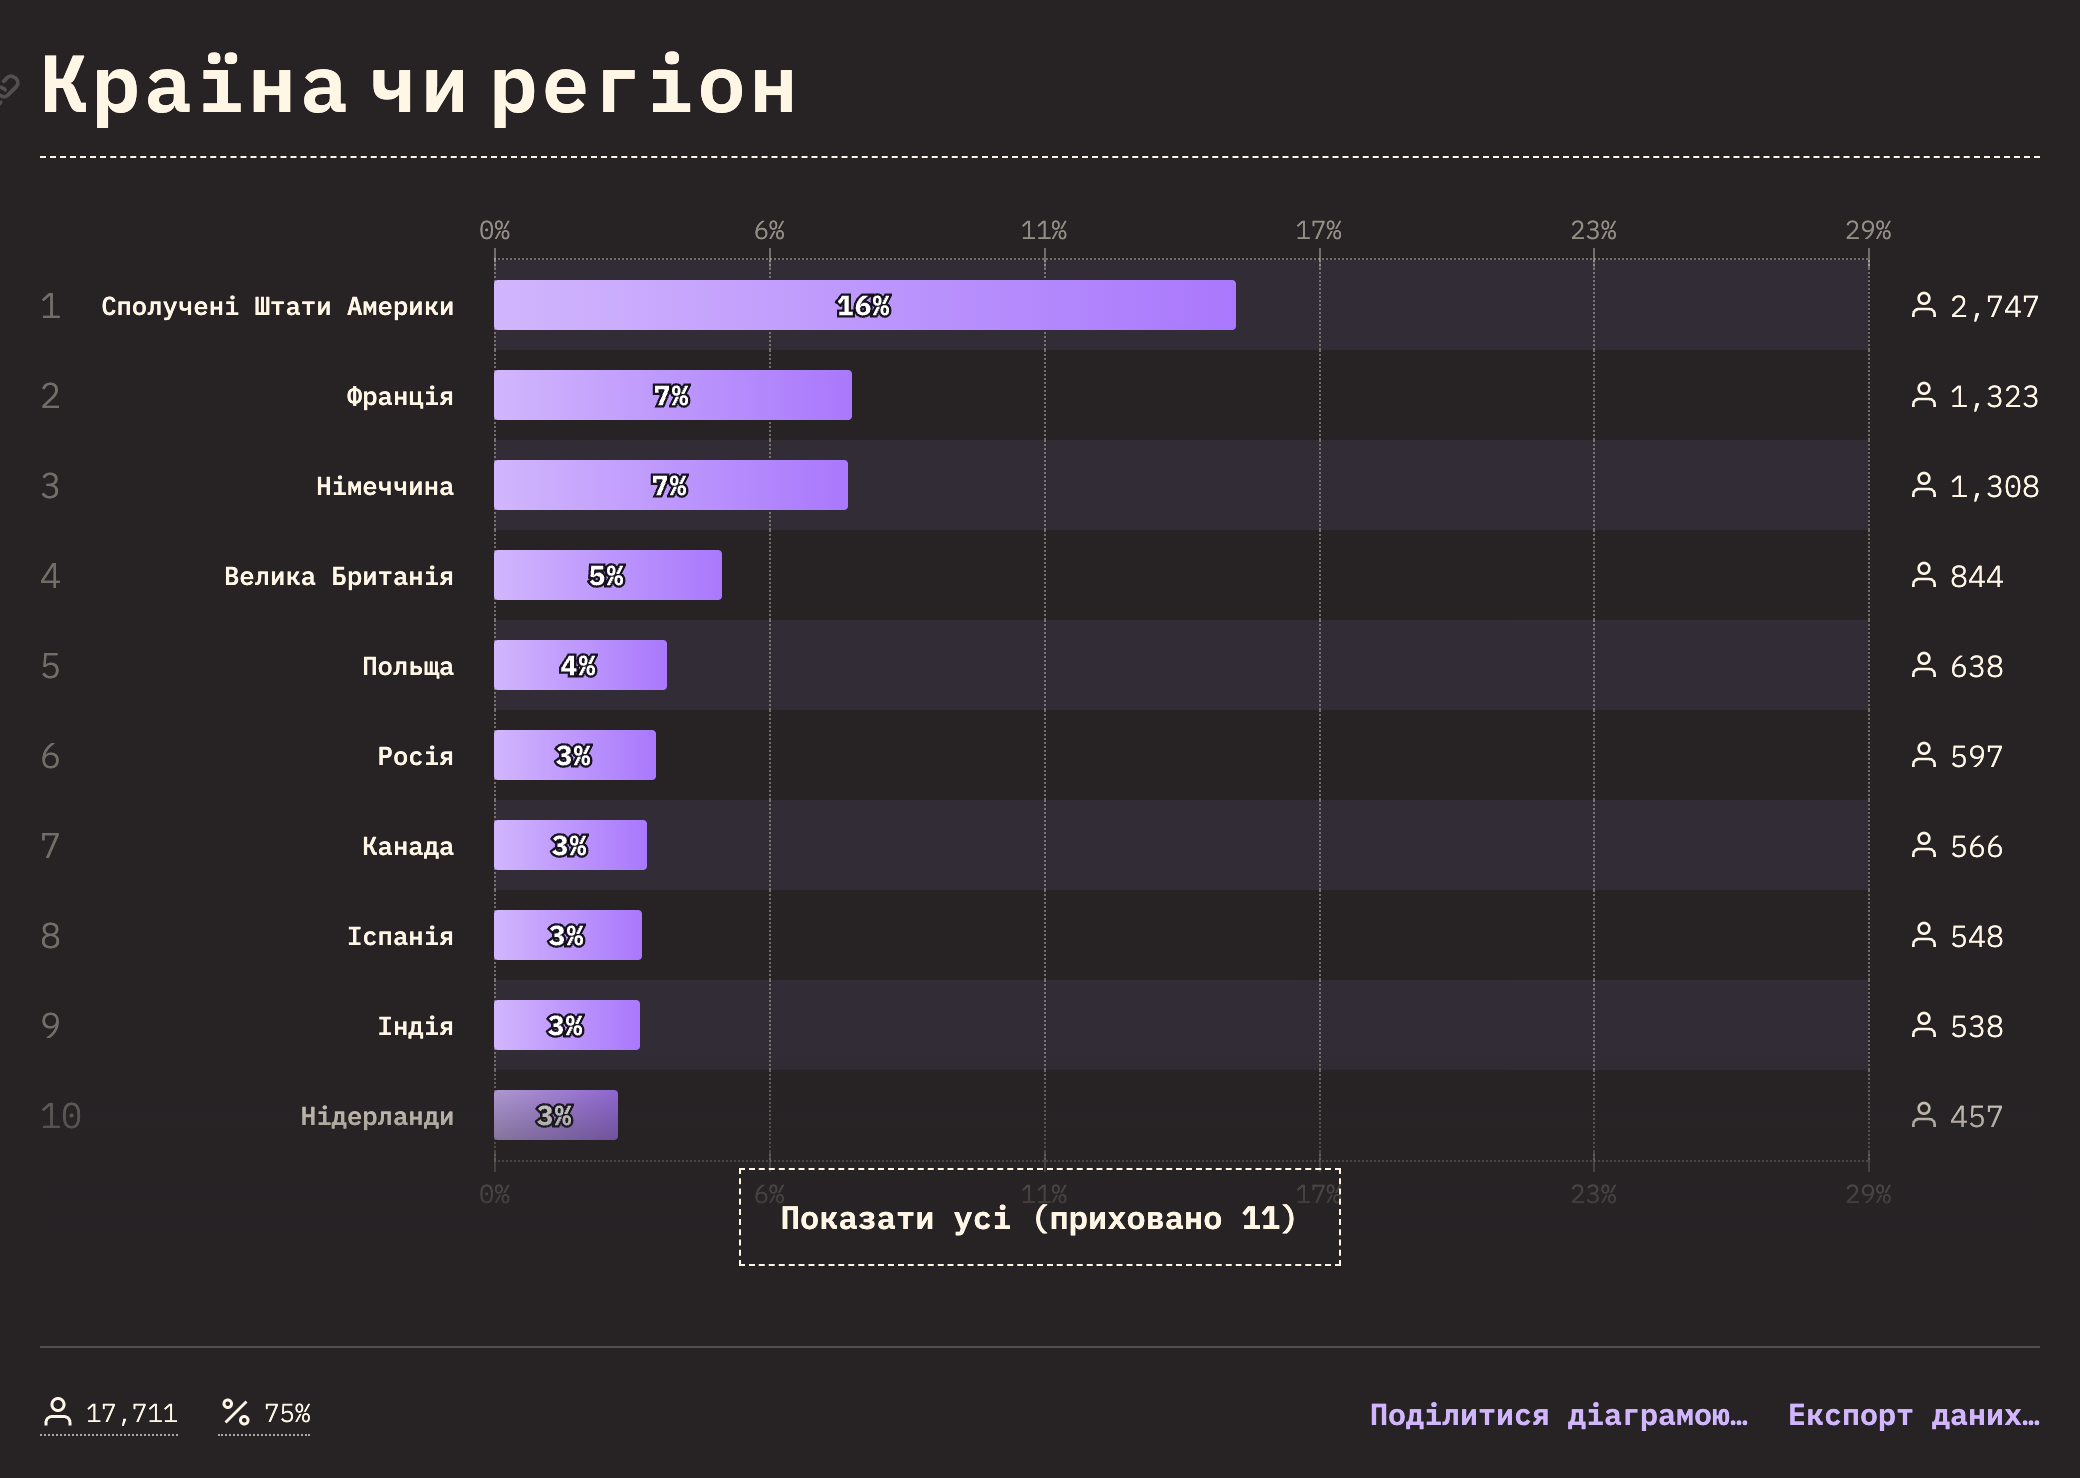 Країна чи регіон
0% 6% 11% 17% 23% 29%
1 Сполучені Штати Америки 16% 2,747
2 Франція 7% 1,323
3 Німеччина 7% 1,308
4 Велика Британія 5% 844
5 Польща 4% 638
6 Росія 3% 597
7 Канада 3% 566
8 Іспанія 3% 548
9 Індія 3% 538
10 Нідерланди 3% 457
0% 6% 11% 17% 23% 29%
Показати усі (приховано 11)
17,711 75% Поділитися діаграмою… Експорт даних…